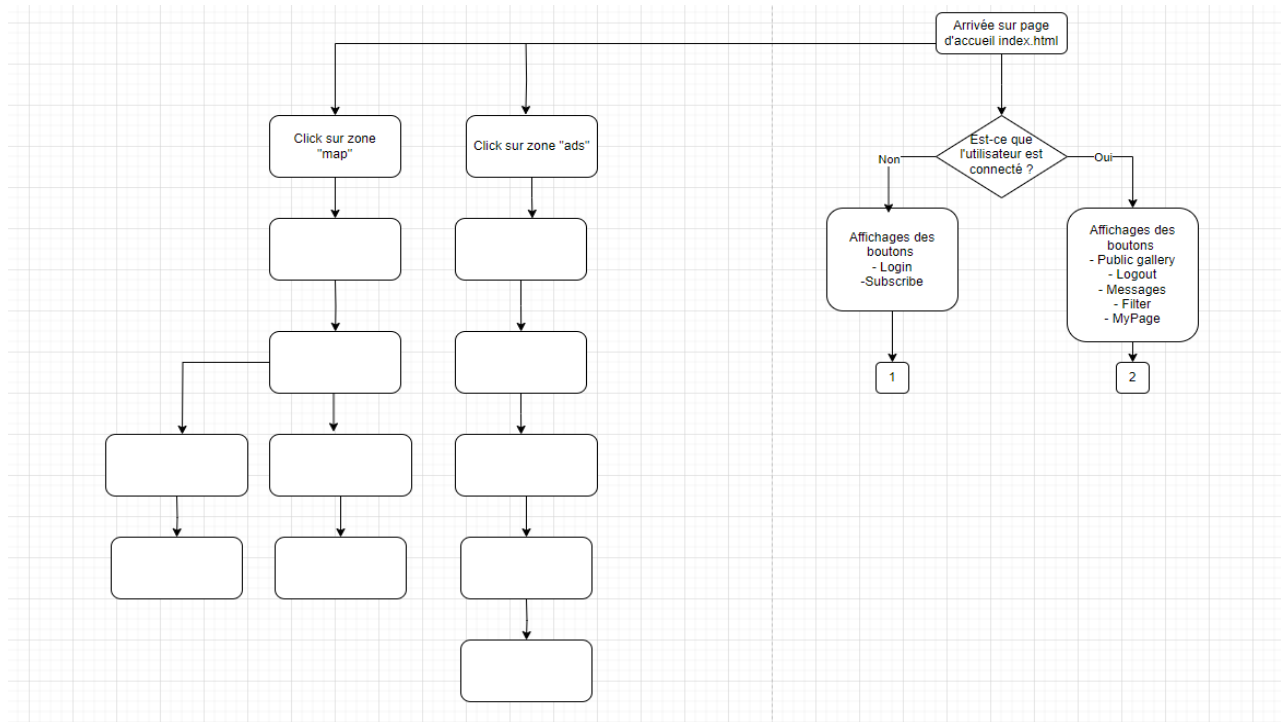 Arrivée sur page
d'accueil index.html
Click sur zone
"map"
Click sur zone "ads"
Est-ce que
l'utilisateur est
connecté ?
Non
Oui
Affichages des
boutons
- Login
-Subscribe
Affichages des
boutons
- Public gallery
- Logout
- Messages
- Filter
- MyPage
1
2